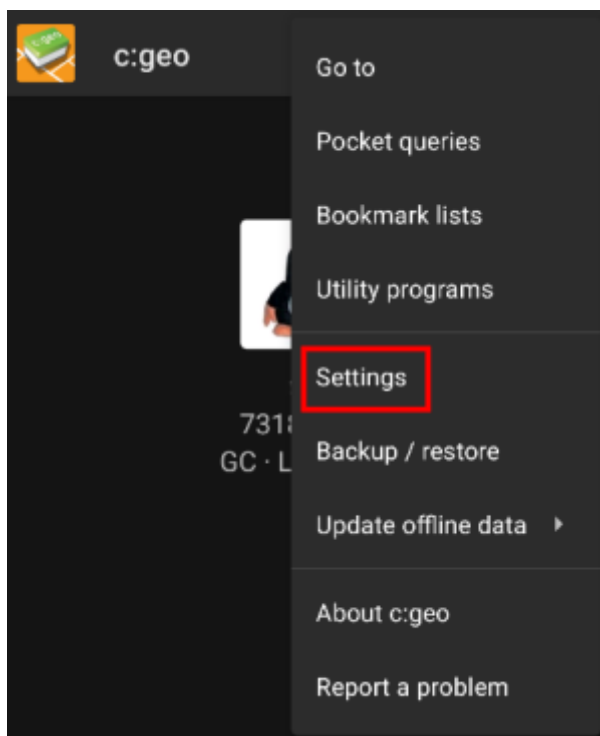 c:geo
Go to
Pocket queries
Bookmark lists
Utility programs
Settings
7318
GC · L
Backup / restore
Update offline data
About c:geo
Report a problem